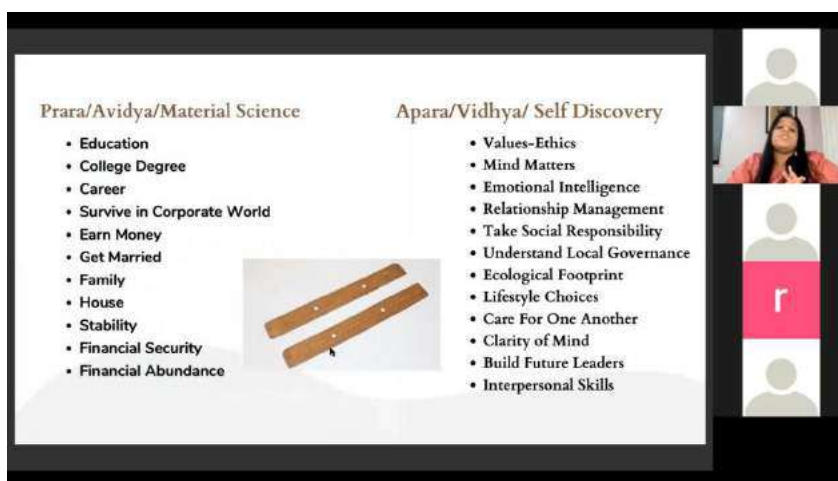 Prara/Avidya/Material Science
• Education
• College Degree
• Career
• Survive in Corporate World
• Earn Money
• Get Married
• Family
• House
• Stability
• Financial Security
• Financial Abundance
Apara/Vidhya/ Self Discovery
• Values-Ethics
• Mind Matters
• Emotional Intelligence
• Relationship Management
• Take Social Responsibility
• Understand Local Governance
• Ecological Footprint
• Lifestyle Choices
• Care For One Another
• Clarity of Mind
• Build Future Leaders
• Interpersonal Skills
r